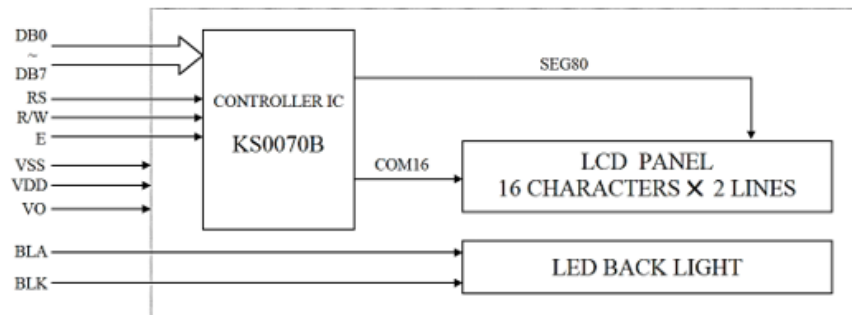 DB0
~
DB7
RS
R/W
E
VSS
VDD
VO
BLA
BLK
CONTROLLER IC
KS0070B
SEG80
COM16
LCD PANEL
16 CHARACTERS ✕ 2 LINES
LED BACK LIGHT